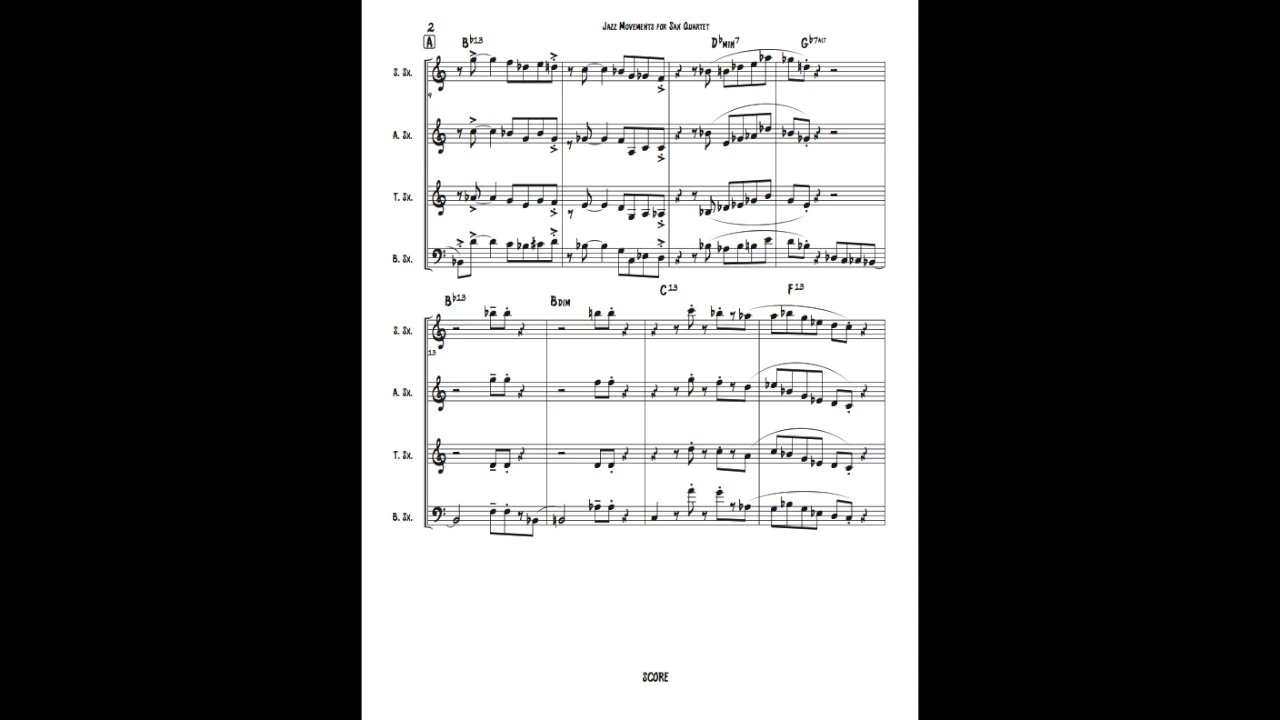 2 Jazz Movements for Sax Quartet
A B♭13 D♭min7 G♭7alt
S. Sx.
9
A. Sx.
T. Sx.
B. Sx.
B♭13 Bdim C13 F13
S. Sx.
13
A. Sx.
T. Sx.
B. Sx.
SCORE